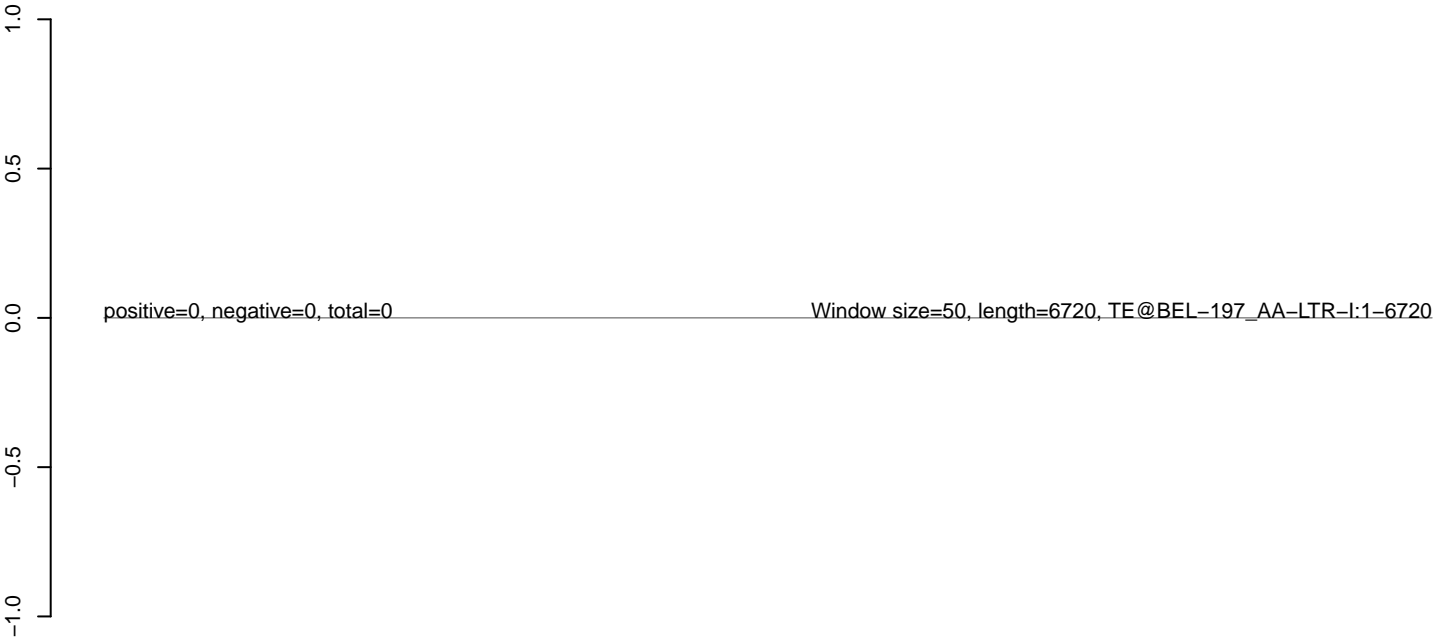 1.0
0.5
0.0
−0.5
−1.0
positive=0, negative=0, total=0
Window size=50, length=6720, TE@BEL−197_AA−LTR−I:1−6720